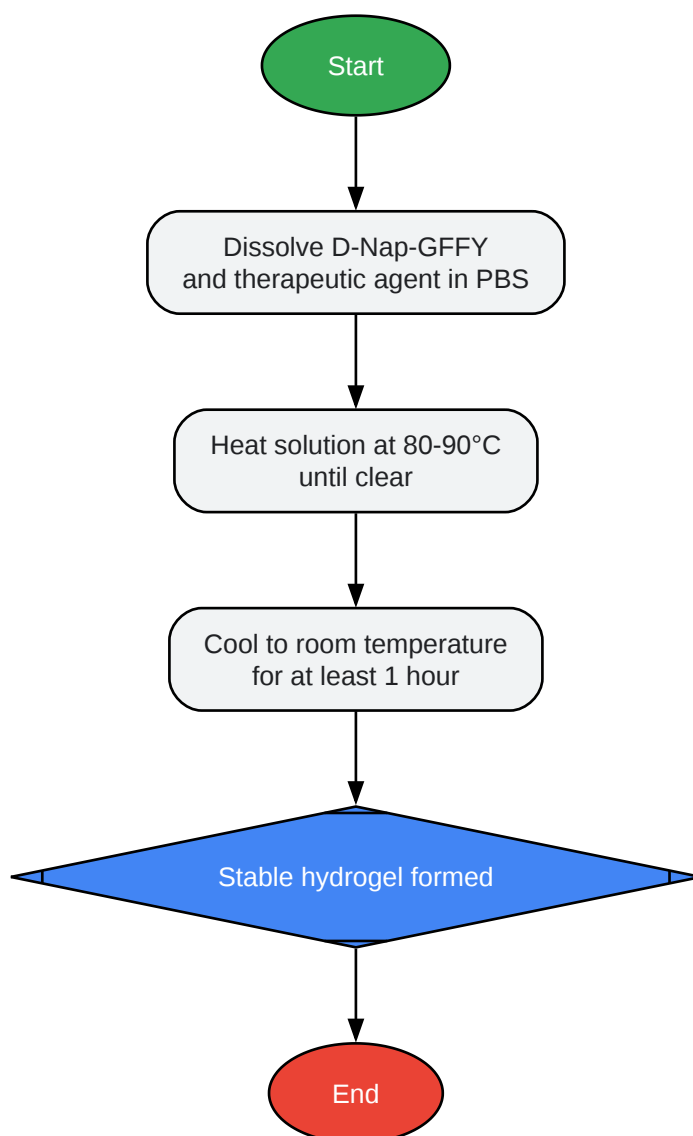 Start
Dissolve D-Nap-GFFY
and therapeutic agent in PBS
Heat solution at 80-90°C
until clear
Cool to room temperature
for at least 1 hour
Stable hydrogel formed
End